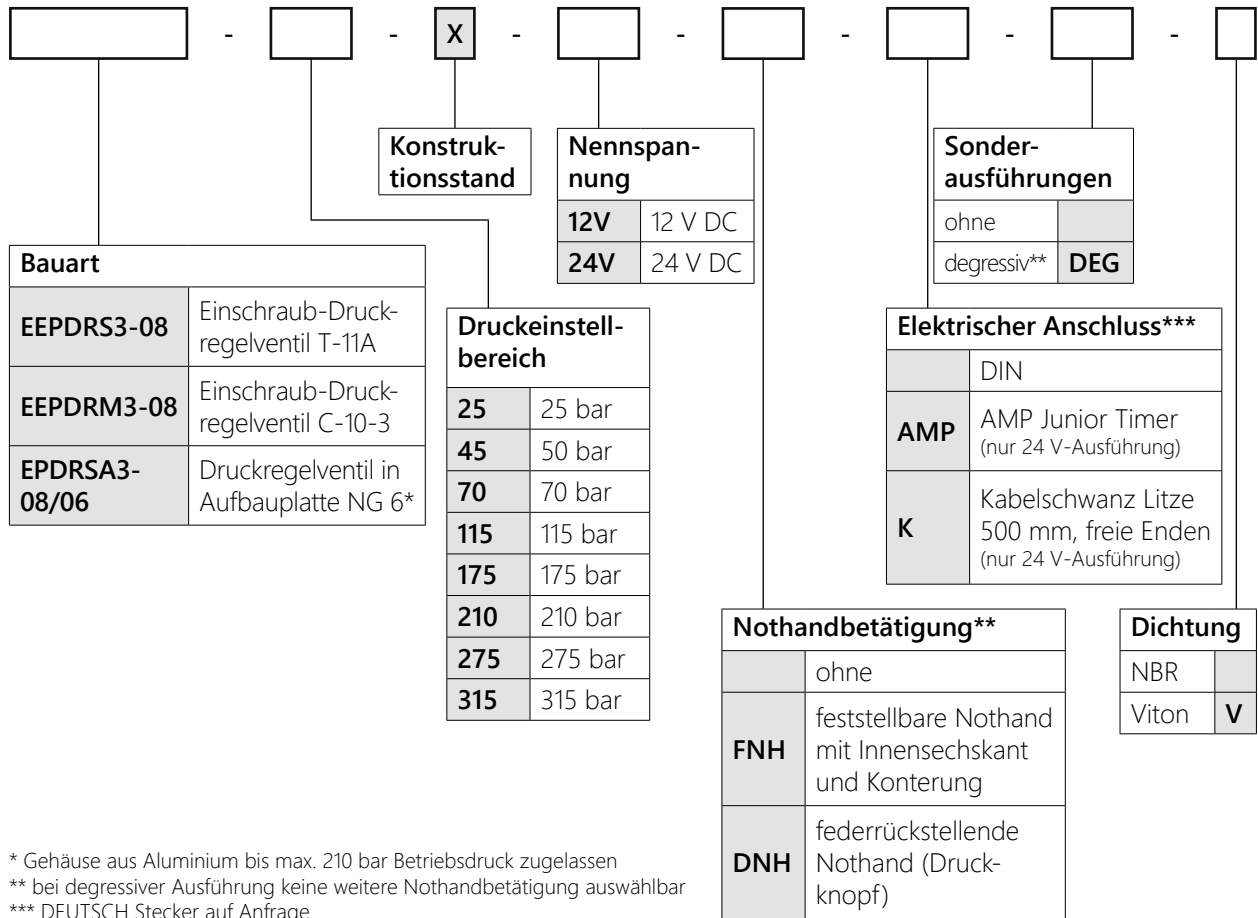 - - X - - - - -
Konstruk-
tionsstand
Nennspan-
nung
12V 12 V DC
24V 24 V DC
Sonder-
ausführungen
ohne
degressiv** DEG
Bauart
EEPDRS3-08 Einschraub-Druck-
regelventil T-11A
EEPDRM3-08 Einschraub-Druck-
regelventil C-10-3
EPDRSA3-
08/06
Druckregelventil in
Aufbauplatte NG 6*
Druckeinstell-
bereich
25 25 bar
45 50 bar
70 70 bar
115 115 bar
175 175 bar
210 210 bar
275 275 bar
315 315 bar
Elektrischer Anschluss***
DIN
AMP AMP Junior Timer
(nur 24 V-Ausführung)
K Kabelschwanz Litze
500 mm, freie Enden
(nur 24 V-Ausführung)
Nothandbetätigung**
ohne
FNH feststellbare Nothand
mit Innensechskant
und Konterung
DNH federrückstellende
Nothand (Druck-
knopf)
Dichtung
NBR
Viton V
* Gehäuse aus Aluminium bis max. 210 bar Betriebsdruck zugelassen
** bei degressiver Ausführung keine weitere Nothandbetätigung auswählbar
*** DEUTSCH Stecker auf Anfrage